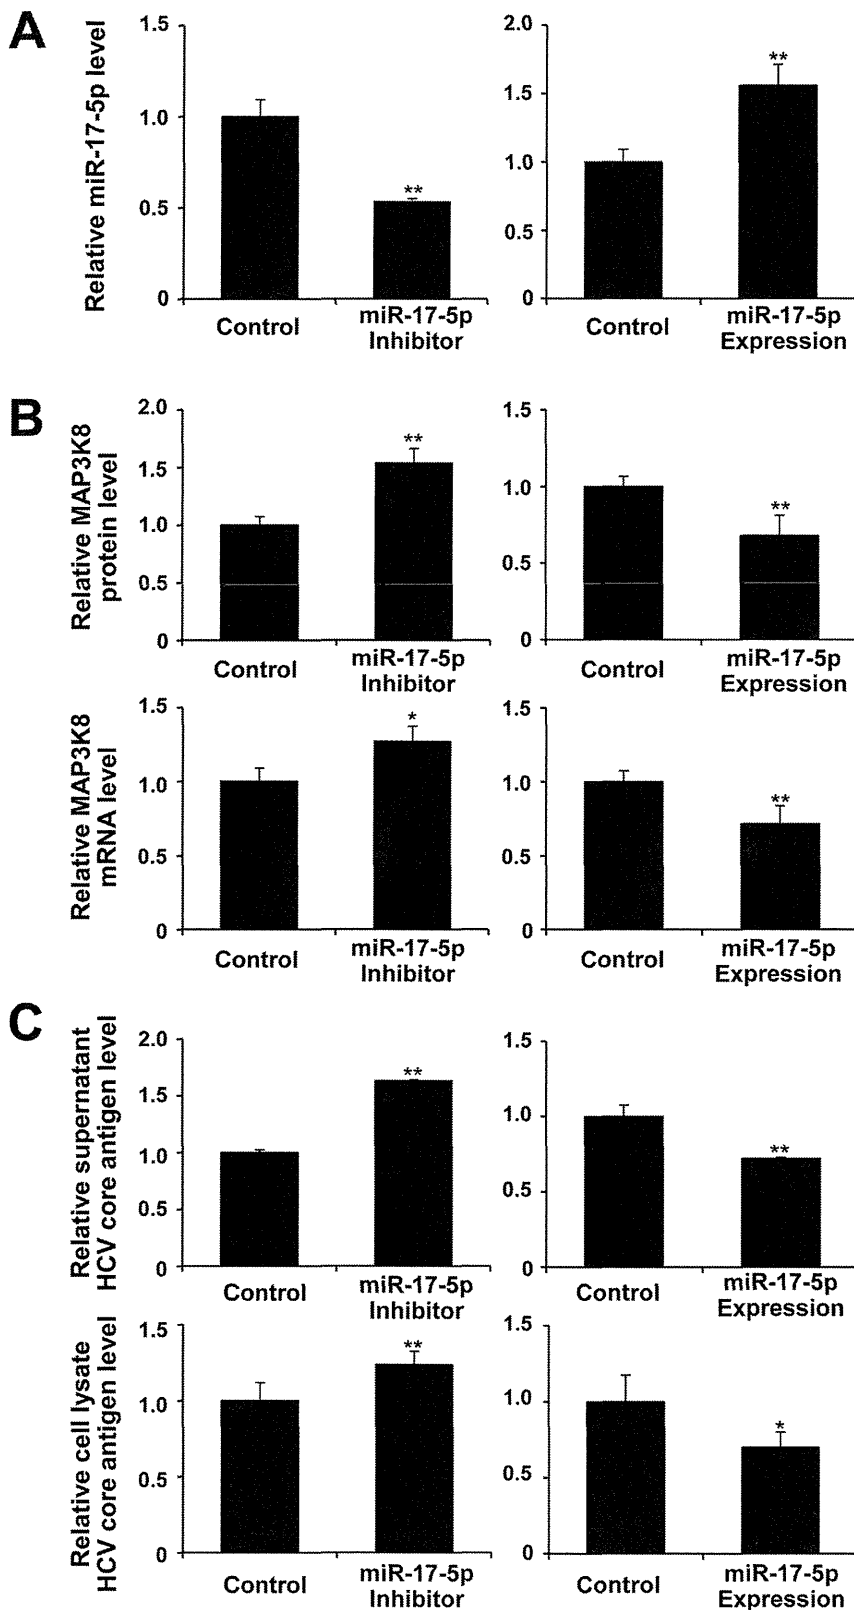 A
Relative miR-17-5p level
1.5
1.0
0.5
0
**
Control
miR-17-5p
Inhibitor
2.0
1.5
1.0
0.5
0
**
Control
miR-17-5p
Expression
B
Relative MAP3K8
protein level
2.0
1.5
1.0
0.5
0
**
Control
miR-17-5p
Inhibitor
1.5
1.0
0.5
0
**
Control
miR-17-5p
Expression
Relative MAP3K8
mRNA level
1.5
1.0
0.5
0
*
Control
miR-17-5p
Inhibitor
1.5
1.0
0.5
0
**
Control
miR-17-5p
Expression
C
Relative supernatant
HCV core antigen level
2.0
1.5
1.0
0.5
0
**
Control
miR-17-5p
Inhibitor
1.5
1.0
0.5
0
**
Control
miR-17-5p
Expression
Relative cell lysate
HCV core antigen level
1.5
1.0
0.5
0
**
Control
miR-17-5p
Inhibitor
1.5
1.0
0.5
0
*
Control
miR-17-5p
Expression